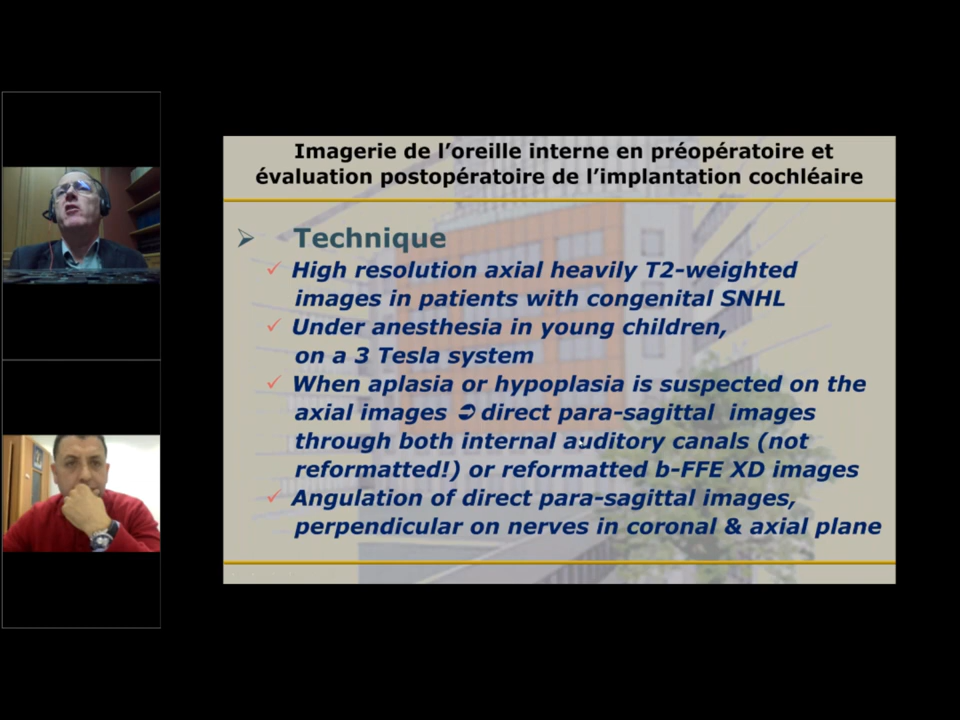 Imagerie de l’oreille interne en préopératoire et
évaluation postopératoire de l’implantation cochléaire
➢ Technique
✓ High resolution axial heavily T2-weighted
images in patients with congenital SNHL
✓ Under anesthesia in young children,
on a 3 Tesla system
✓ When aplasia or hypoplasia is suspected on the
axial images ➲ direct para-sagittal images
through both internal auditory canals (not
reformatted!) or reformatted b-FFE XD images
✓ Angulation of direct para-sagittal images,
perpendicular on nerves in coronal & axial plane